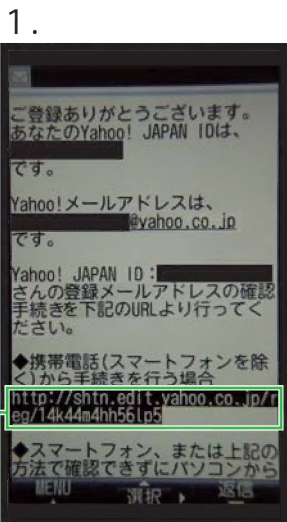 1.
ご登録ありがとうございます。
あなたのYahoo! JAPAN IDは、
です。
Yahoo!メールアドレスは、
@yahoo.co.jp
です。
Yahoo! JAPAN ID：
さんの登録メールアドレスの確認
手続きを下記のURLより行ってく
ださい。
◆携帯電話(スマートフォンを除
く)から手続きを行う場合
http://shtn.edit.yahoo.co.jp/r
eg/14k44m4hh56lp5
◆スマートフォン、または上記の
方法で確認できずにパソコンから
MENU 選択 返信